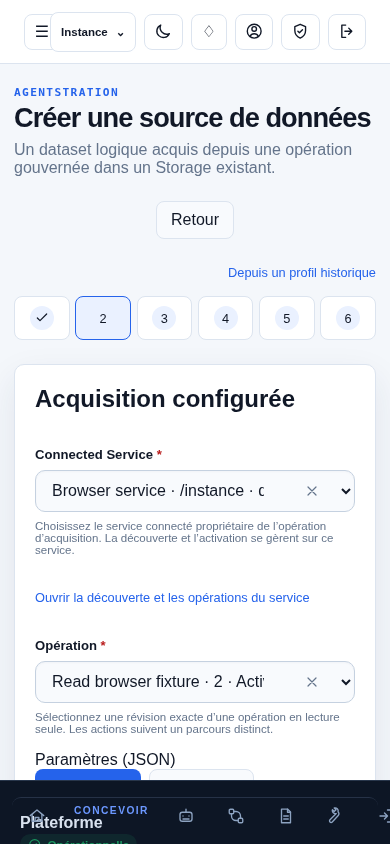 Instance
AGENTSTRATION
Créer une source de données
Un dataset logique acquis depuis une opération
gouvernée dans un Storage existant.
Retour
Depuis un profil historique
2
3
4
5
6
Acquisition configurée
Connected Service *
Browser service · /instance · d
Choisissez le service connecté propriétaire de l’opération
d’acquisition. La découverte et l’activation se gèrent sur ce
service.
Ouvrir la découverte et les opérations du service
Opération *
Read browser fixture · 2 · Activ
Sélectionnez une révision exacte d’une opération en lecture
seule. Les actions suivent un parcours distinct.
Paramètres (JSON)
CONCEVOIR
Plateforme
Opérationnelle